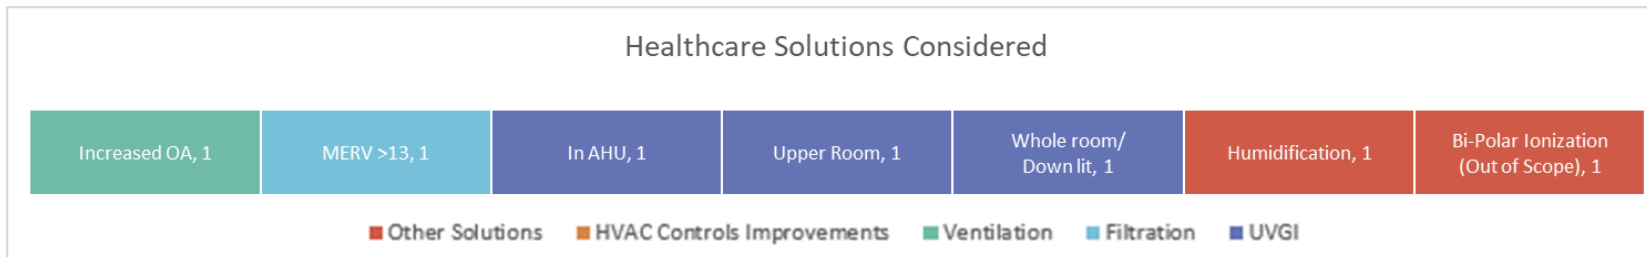 Healthcare Solutions Considered
Increased OA, 1
MERV >13, 1
In AHU, 1
Upper Room, 1
Whole room/
Down lit, 1
Humidification, 1
Bi-Polar Ionization
(Out of Scope), 1
Other Solutions
HVAC Controls Improvements
Ventilation
Filtration
UVGI